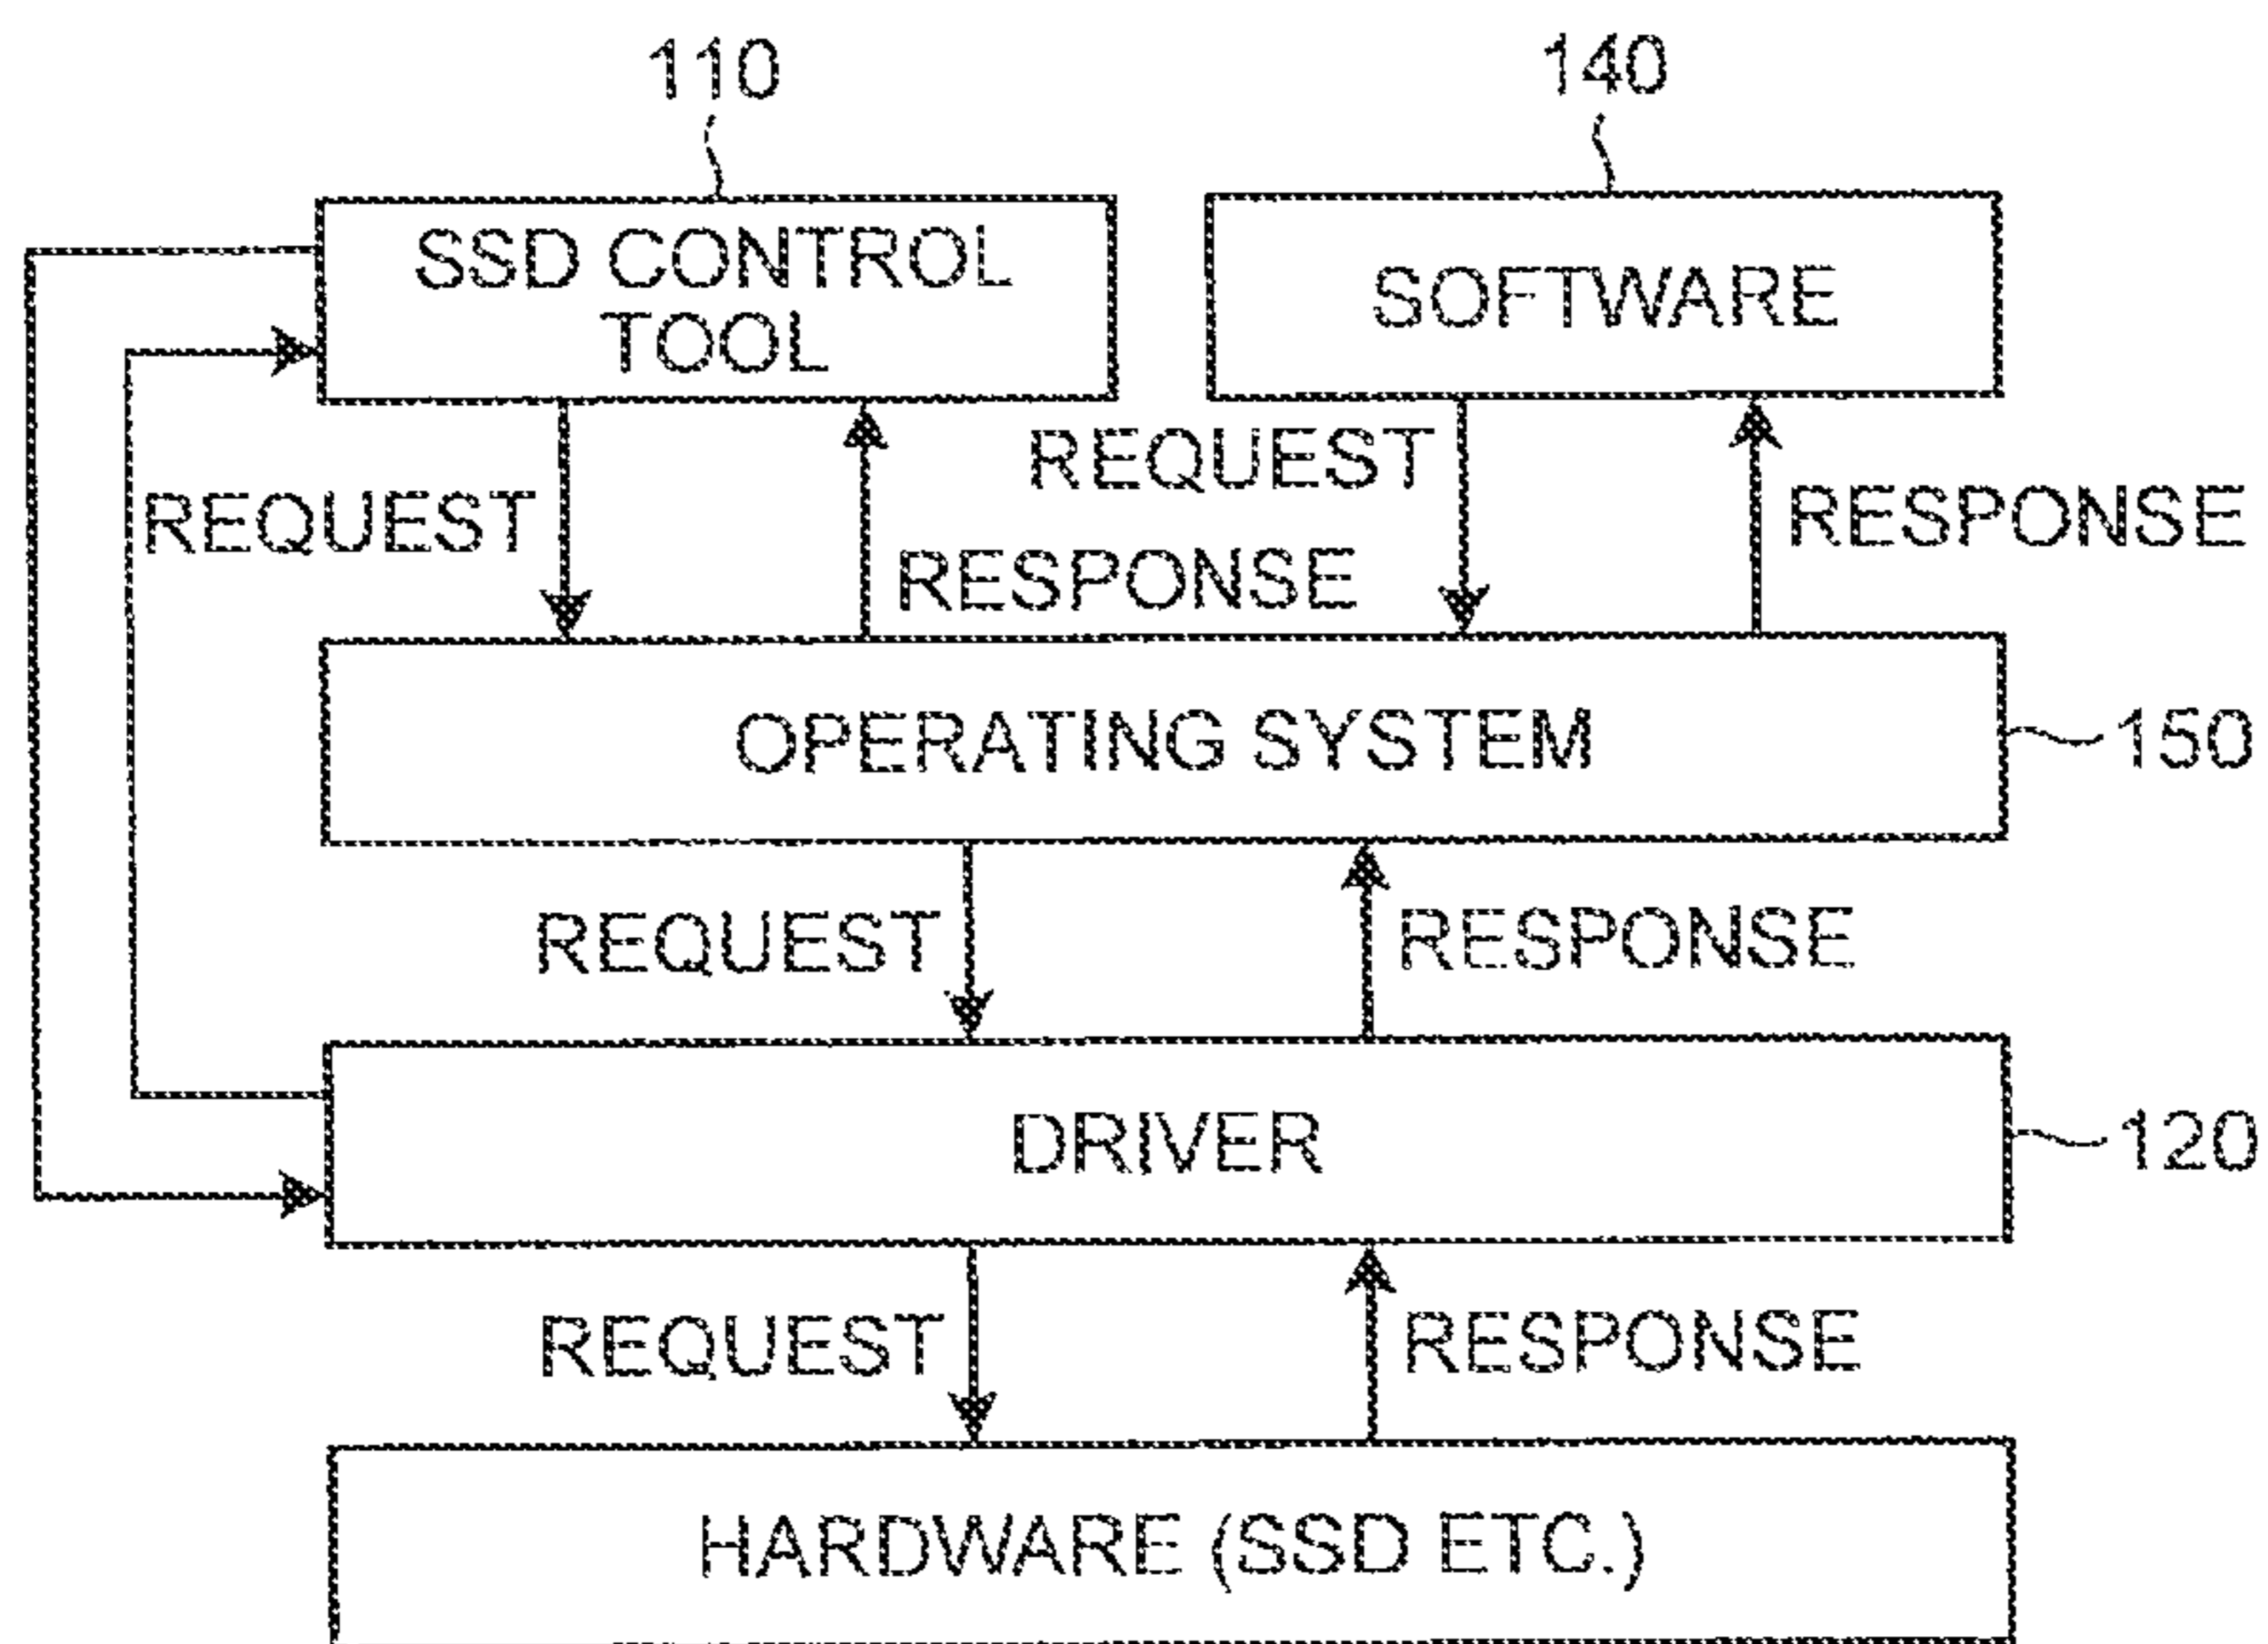 110
140
SSD CONTROL
TOOL
SOFTWARE
REQUEST
RESPONSE
REQUEST
RESPONSE
OPERATING SYSTEM
150
REQUEST
RESPONSE
DRIVER
120
REQUEST
RESPONSE
HARDWARE (SSD ETC.)